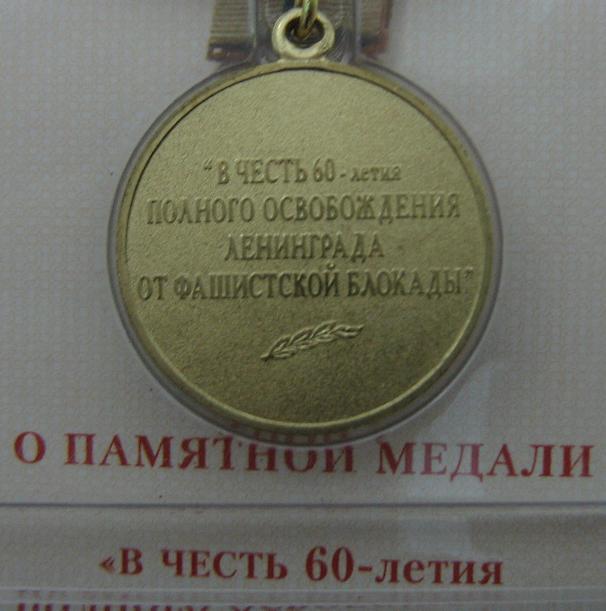 "В ЧЕСТЬ 60 - летия
ПОЛНОГО ОСВОБОЖДЕНИЯ
ЛЕНИНГРАДА
ОТ ФАШИСТСКОЙ БЛОКАДЫ"
О ПАМЯТНОЙ МЕДАЛИ
«В ЧЕСТЬ 60-летия